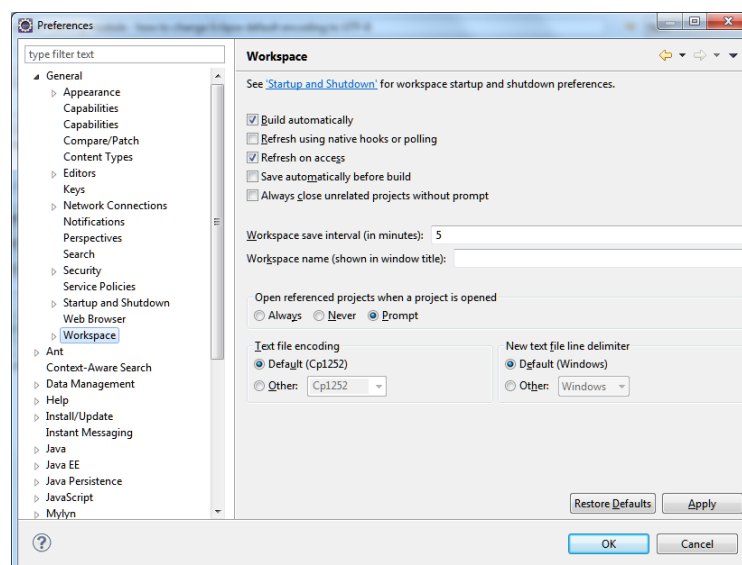 Preferences
type filter text
General
Appearance
Capabilities
Capabilities
Compare/Patch
Content Types
Editors
Keys
Network Connections
Notifications
Perspectives
Search
Security
Service Policies
Startup and Shutdown
Web Browser
Workspace
Ant
Context-Aware Search
Data Management
Help
Install/Update
Instant Messaging
Java
Java EE
Java Persistence
JavaScript
Mylyn
Workspace
See 'Startup and Shutdown' for workspace startup and shutdown preferences.
Build automatically
Refresh using native hooks or polling
Refresh on access
Save automatically before build
Always close unrelated projects without prompt
Workspace save interval (in minutes): 5
Workspace name (shown in window title):
Open referenced projects when a project is opened
Always Never Prompt
Text file encoding
Default (Cp1252)
Other: Cp1252
New text file line delimiter
Default (Windows)
Other: Windows
Restore Defaults Apply
? OK Cancel